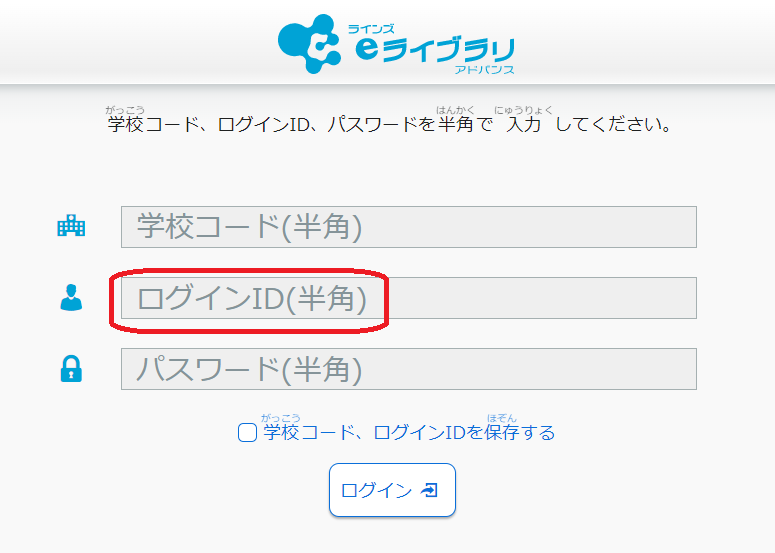 ラインズ
eライブラリ
アドバンス
がっこう はんかく にゅうりょく
学校コード、ログインID、パスワードを半角で 入力 してください。
学校コード(半角)
ログインID(半角)
パスワード(半角)
がっこう ほぞん
学校コード、ログインIDを保存する
ログイン